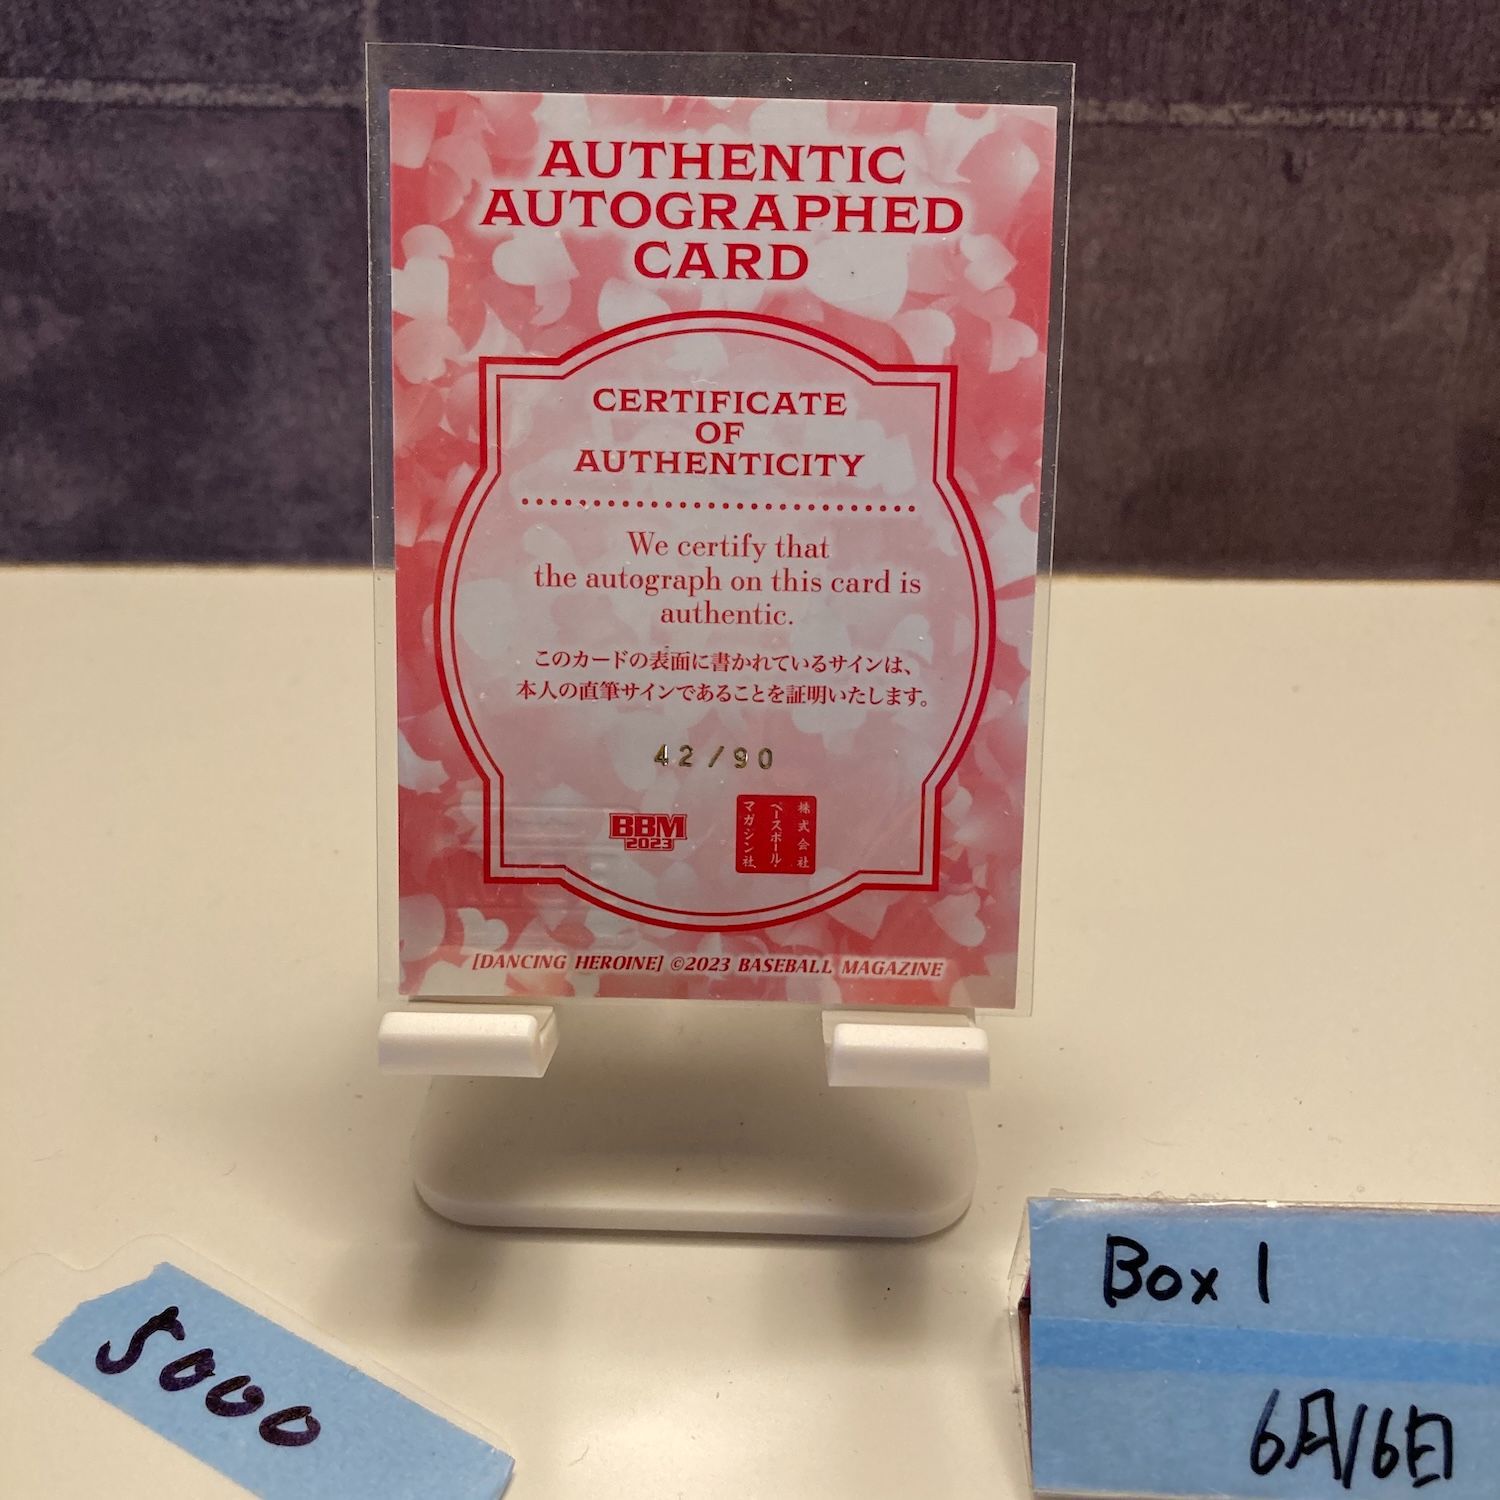 AUTHENTIC
AUTOGRAPHED
CARD
CERTIFICATE
OF
AUTHENTICITY
We certify that
the autograph on this card is
authentic.
このカードの表面に書かれているサインは、
本人の直筆サインであることを証明いたします。
42/90
BBM
2023
株式会社
ベースボール・
マガジン社
[DANCING HEROINE] ©2023 BASEBALL MAGAZINE
5000
Box 1
6月16日